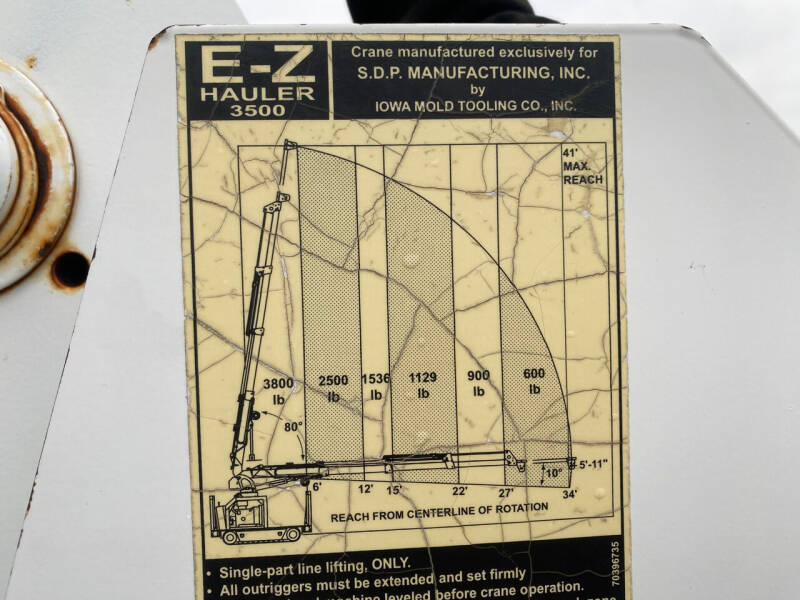 E-Z
HAULER
3500
Crane manufactured exclusively for
S.D.P. MANUFACTURING, INC.
by
IOWA MOLD TOOLING CO., INC.
41'
MAX.
REACH
3800
lb
2500
lb
1536
lb
1129
lb
900
lb
600
lb
80°
10°
5'-11"
6'
12'
15'
22'
27'
34'
REACH FROM CENTERLINE OF ROTATION
70396735
• Single-part line lifting, ONLY.
• All outriggers must be extended and set firmly
machine leveled before crane operation.